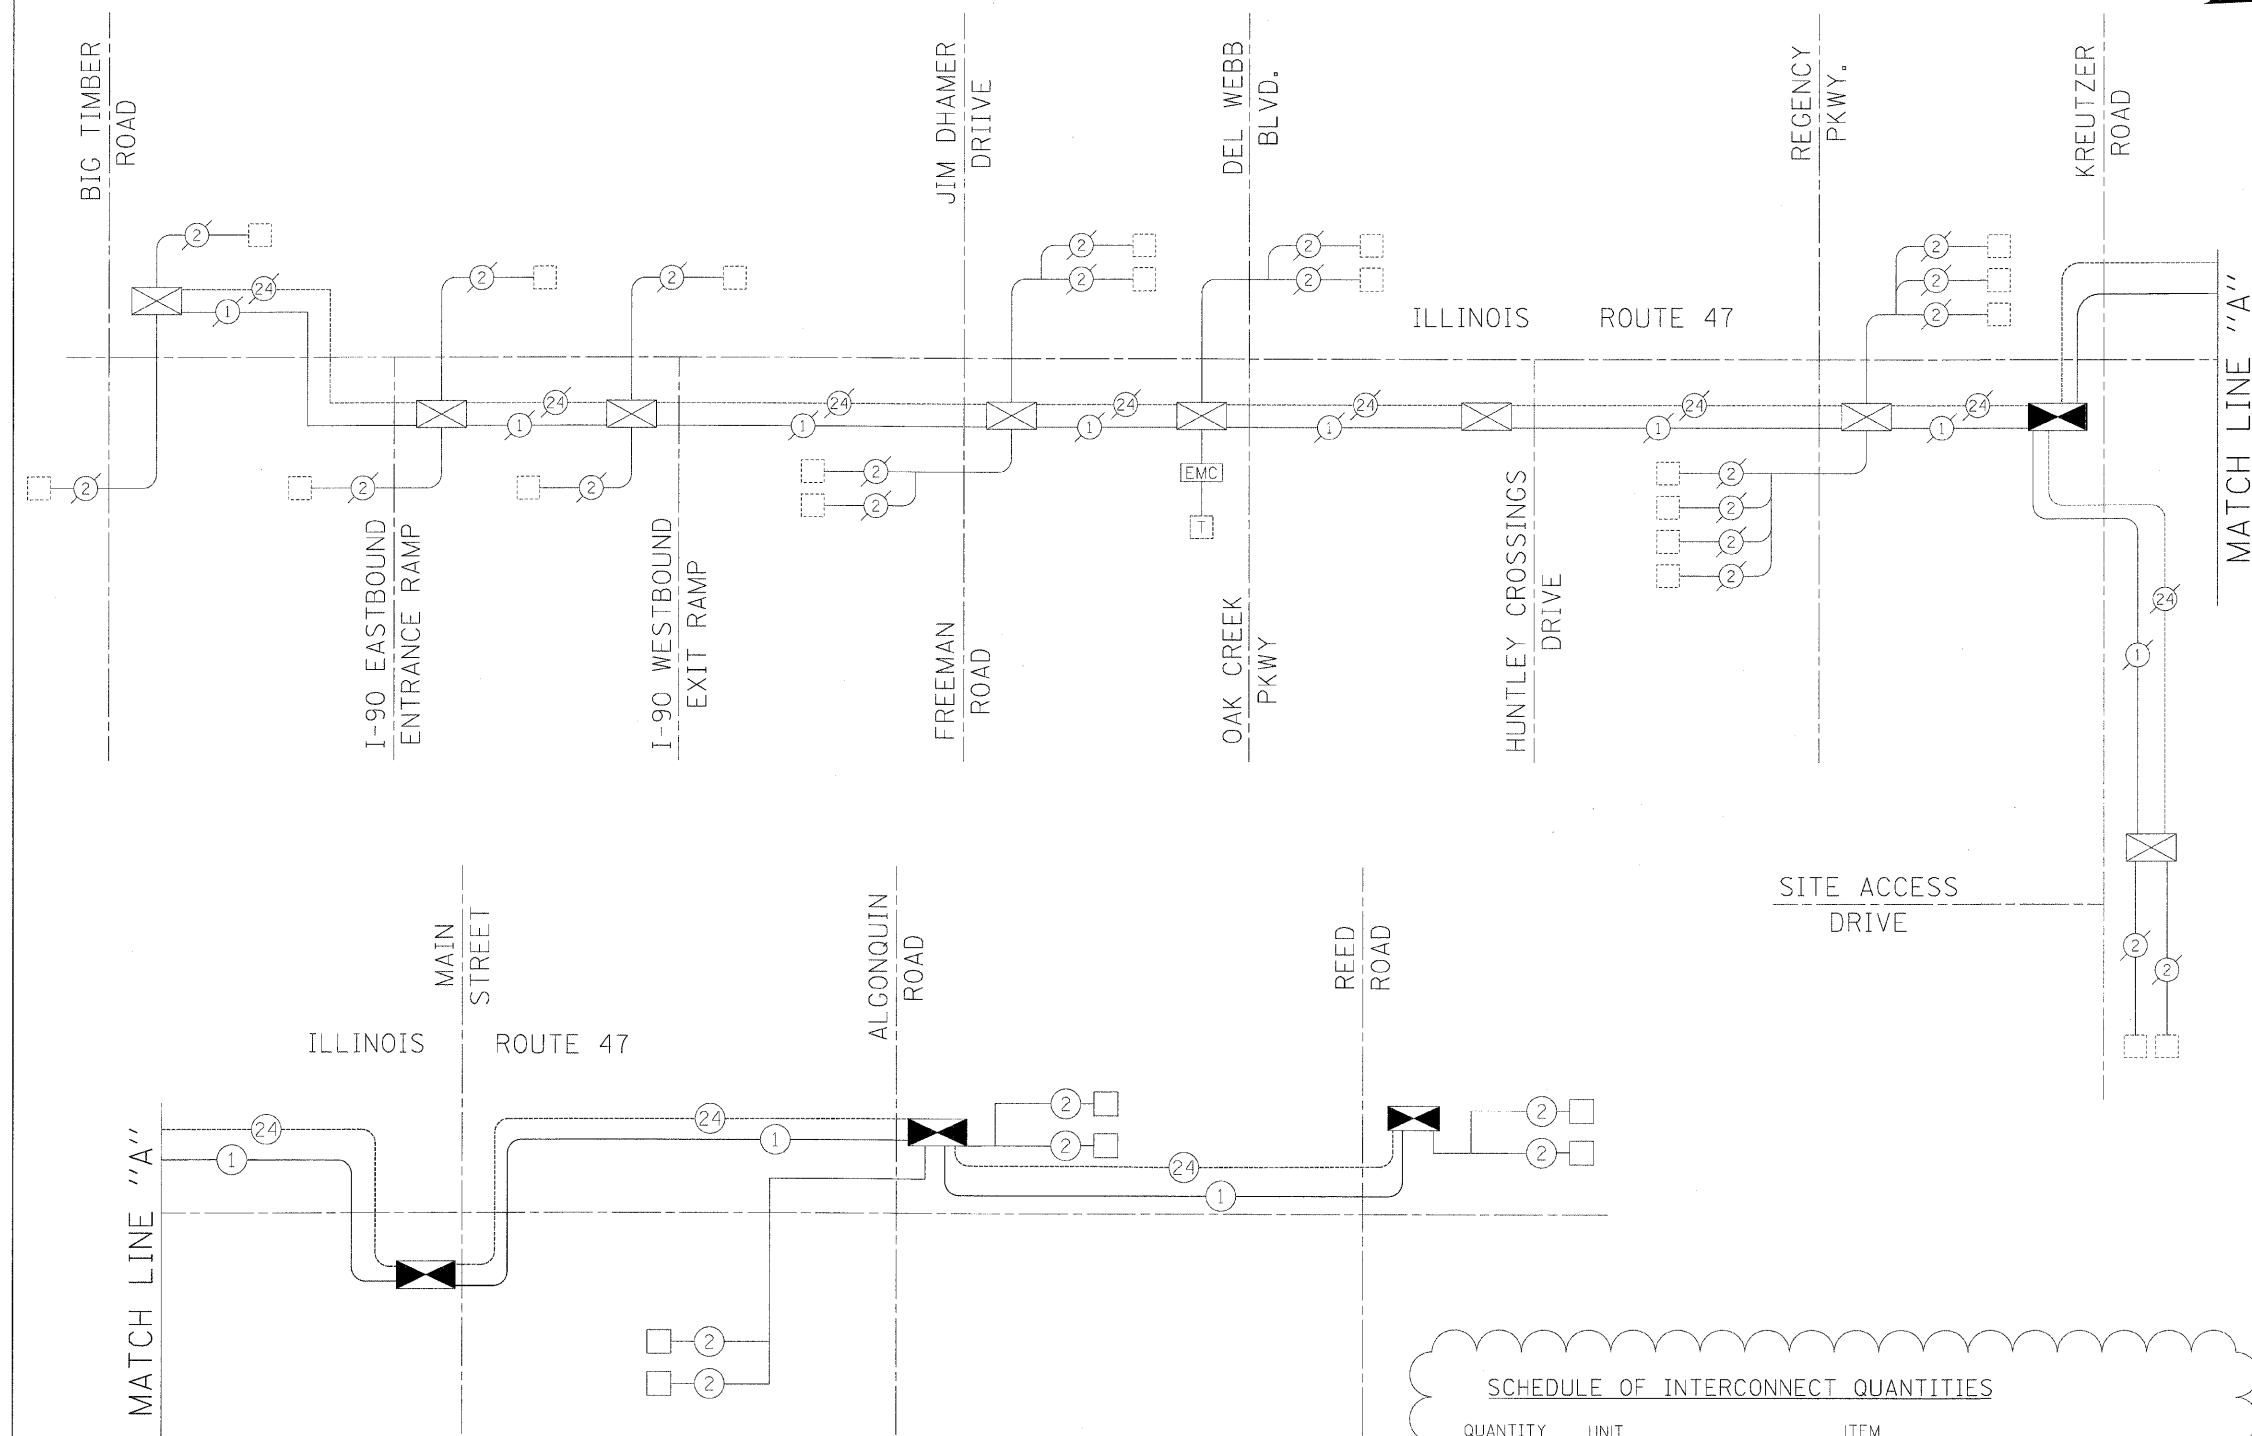 BIG TIMBER
ROAD
JIM DHAMER
DRIIVE
DEL WEBB
BLVD.
REGENCY
PKWY.
KREUTZER
ROAD
2
2
2
2
2
2
2
2
2
2
24
1
ILLINOIS ROUTE 47
MATCH LINE "A"
24
24
24
24
24
24
1
1
1
1
1
1
2
2
2
2
2
EMC
T
2
2
2
2
2
I-90 EASTBOUND
ENTRANCE RAMP
I-90 WESTBOUND
EXIT RAMP
FREEMAN
ROAD
OAK CREEK
PKWY
HUNTLEY CROSSINGS
DRIVE
24
1
SITE ACCESS
DRIVE
2
2
MAIN
STREET
ALGONQUIN
ROAD
REED
ROAD
ILLINOIS ROUTE 47
MATCH LINE "A"
24
1
24
1
2
2
24
1
2
2
2
2
SCHEDULE OF INTERCONNECT QUANTITIES
QUANTITY UNIT ITEM